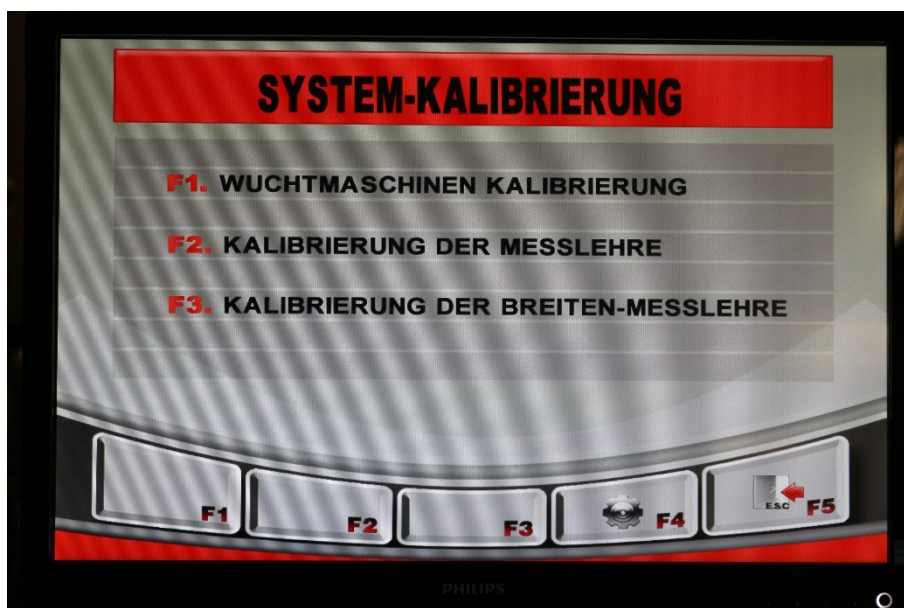 SYSTEM-KALIBRIERUNG
F1. WUCHTMASCHINEN KALIBRIERUNG
F2. KALIBRIERUNG DER MESSLEHRE
F3. KALIBRIERUNG DER BREITEN-MESSLEHRE
F1
F2
F3
F4
ESC F5
PHILIPS